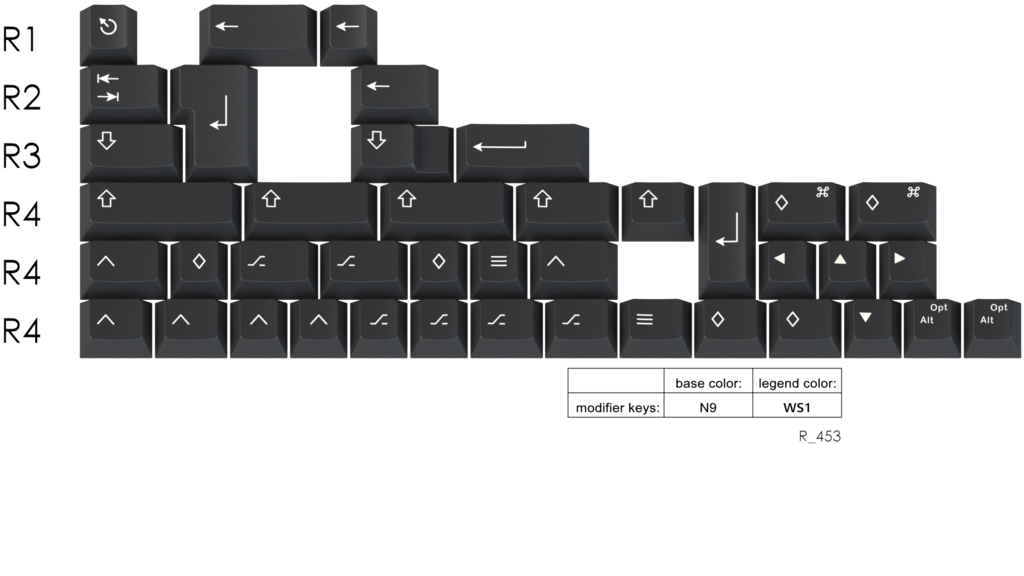 R1
R2
R3
R4
⌘ ⌘
R4
R4
Opt Opt
Alt Alt
base color: legend color:
modifier keys: N9 WS1
R_453